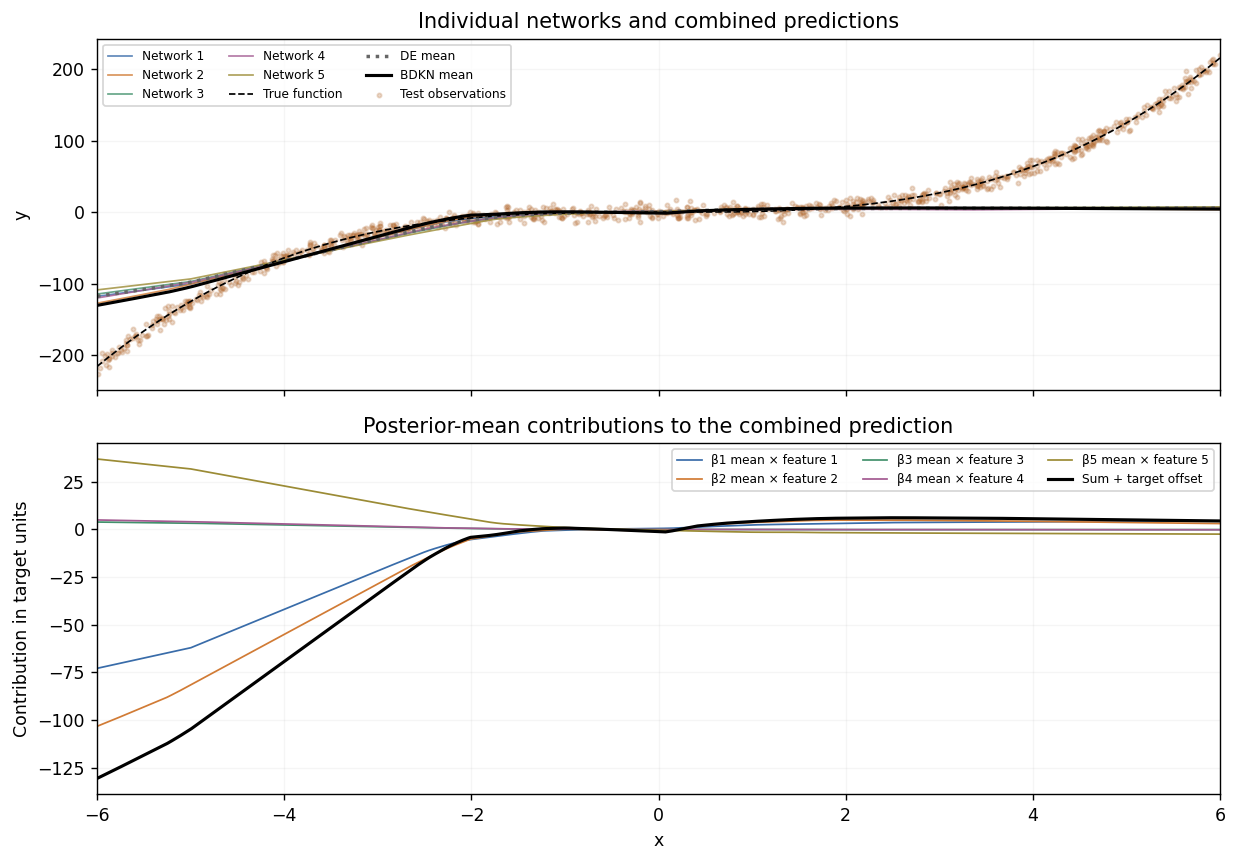 Individual networks and combined predictions
Network 1 Network 4 DE mean
Network 2 Network 5 BDKN mean
Network 3 True function Test observations
200
100
0
−100
−200
y
Posterior-mean contributions to the combined prediction
β1 mean × feature 1 β3 mean × feature 3 β5 mean × feature 5
β2 mean × feature 2 β4 mean × feature 4 Sum + target offset
25
0
−25
−50
−75
−100
−125
Contribution in target units
−6 −4 −2 0 2 4 6
x